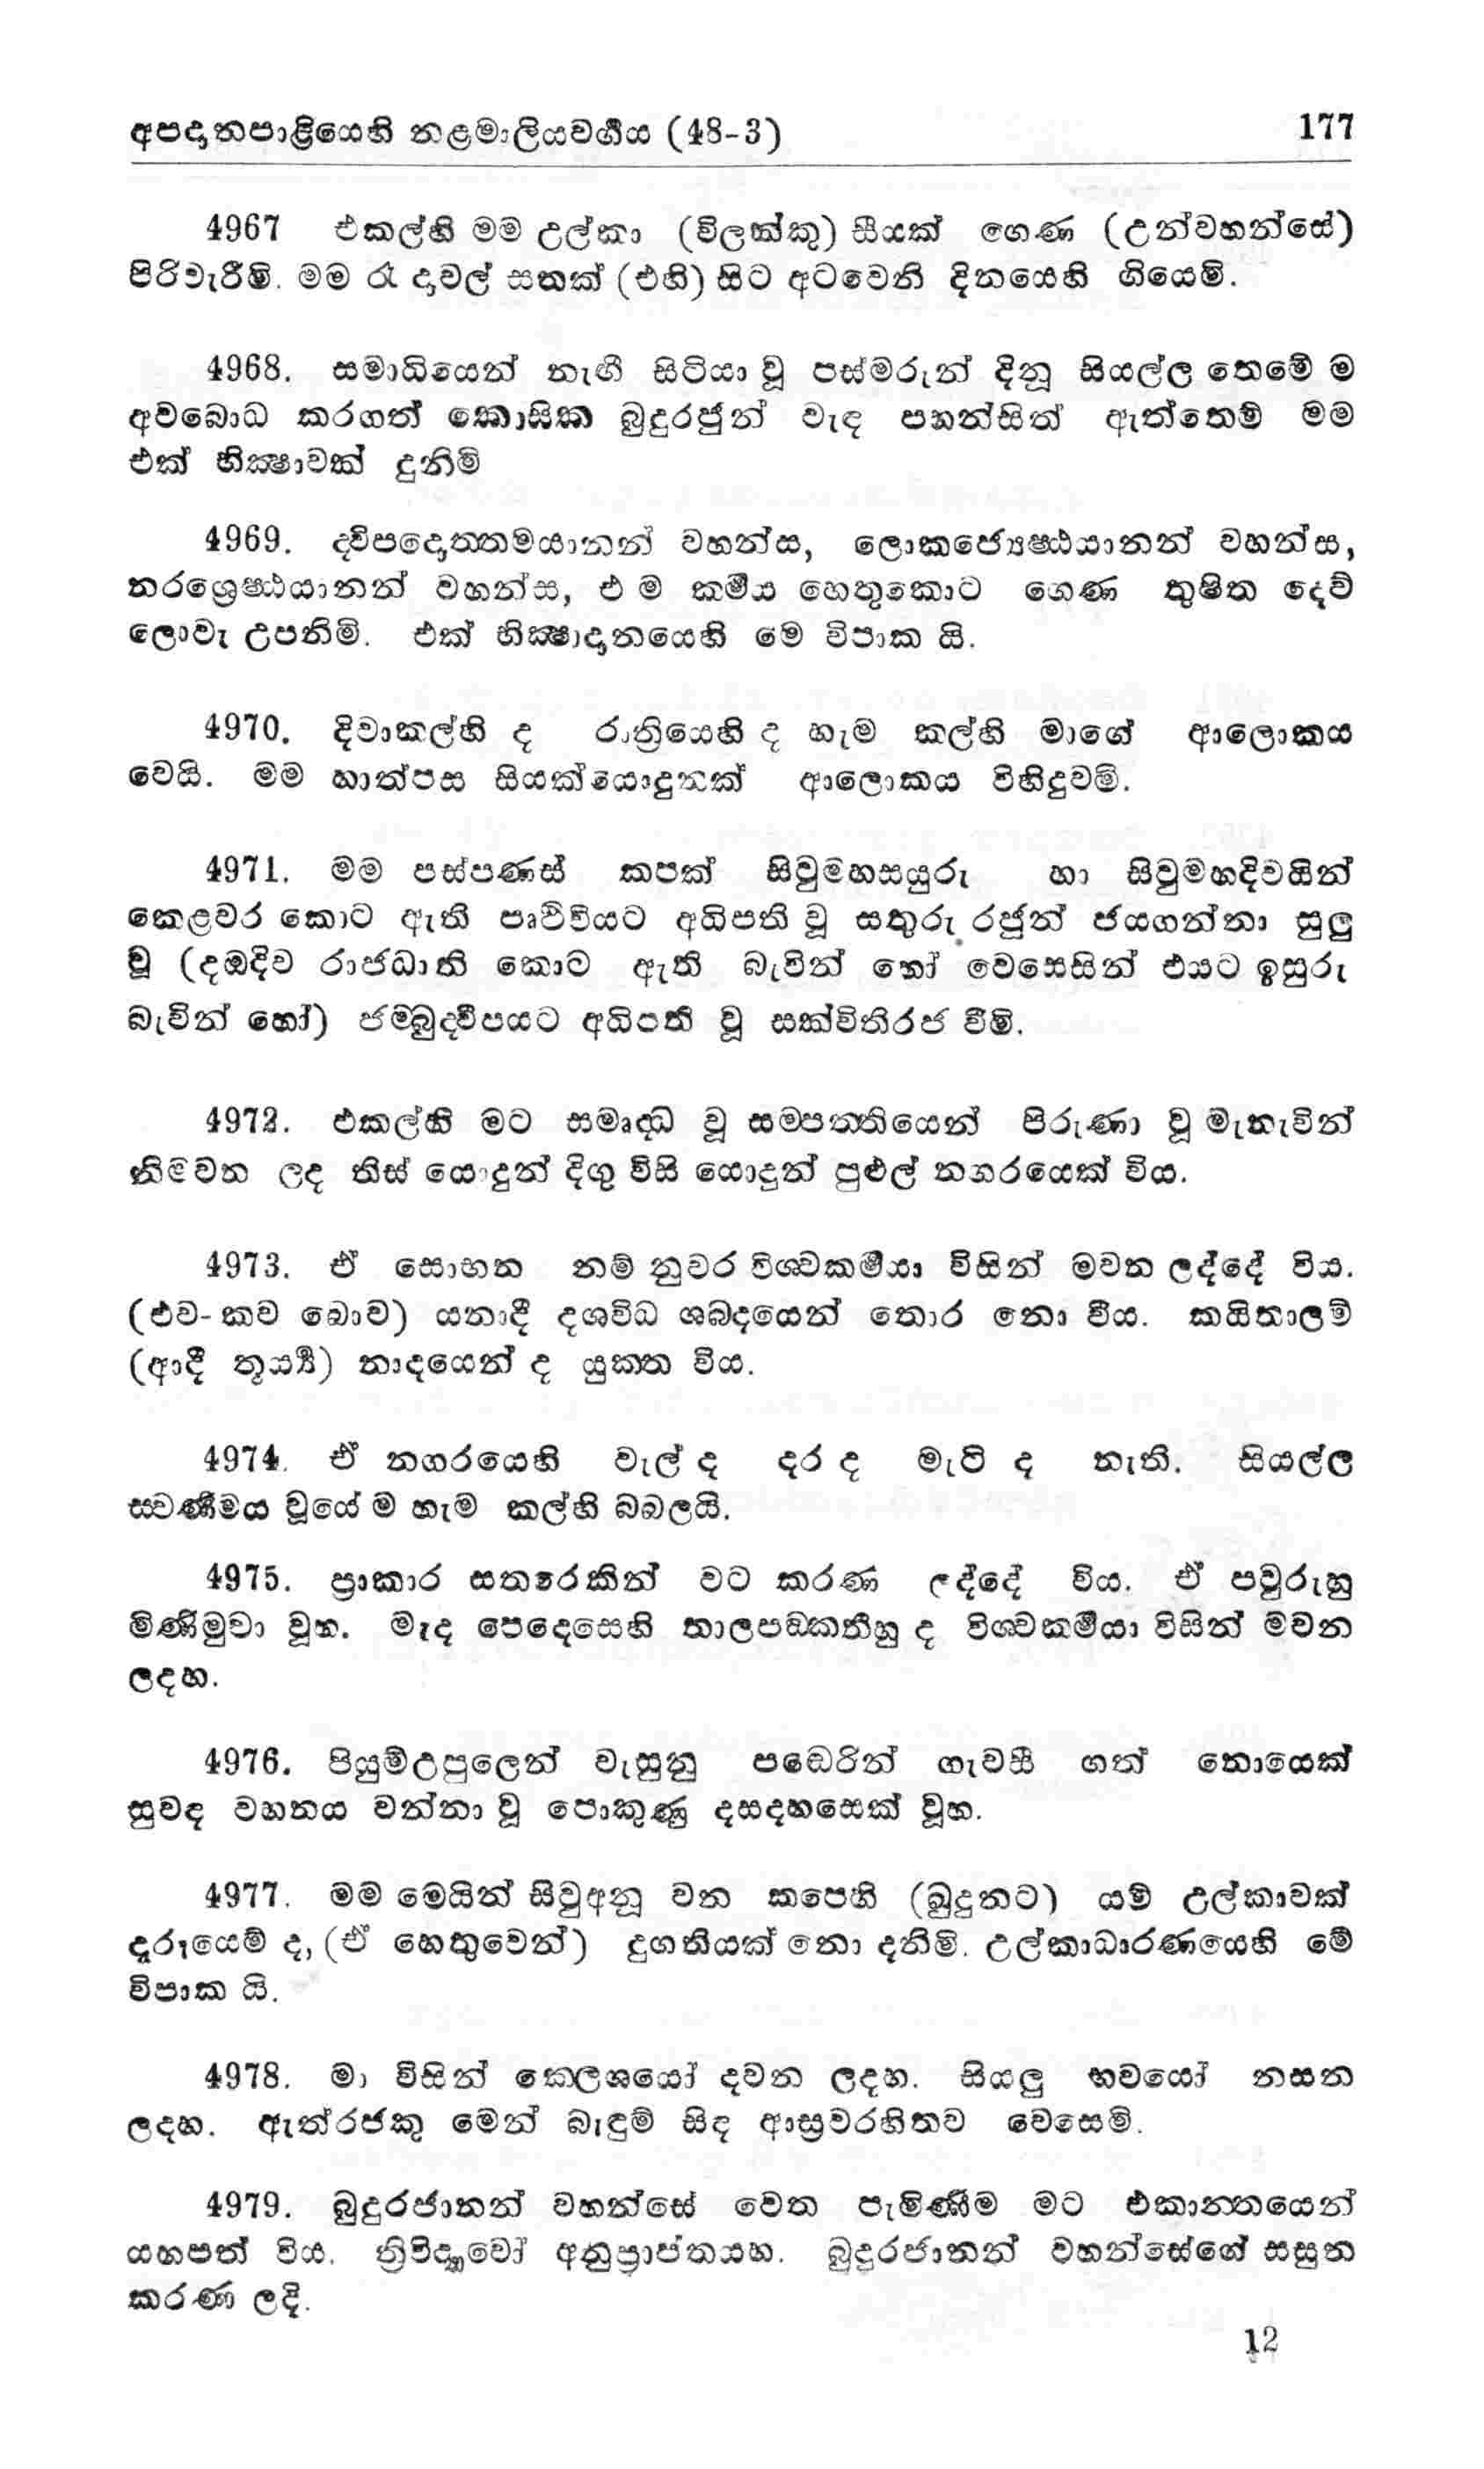 අපදානපාළියෙහි නළමාලියවර්ගය (48-3) 177
4967 එකල්හි මම උල්කා (විලක්කු) සීයක් ගෙණ (උන්වහන්සේ)
පිරිවැරීමි. මම රෑ දාවල් සතක් (එහි) සිට අටවෙනි දිනයෙහි ගියෙමි.
4968. සමාධියෙන් නැඟී සිටියා වූ පස්මරුන් දිනූ සියල්ල තෙමේ ම
අවබොධ කරගත් කොසික බුදුරජුන් වැඳ පහන්සිත් ඇත්තෙම් මම
එක් භික්‍ෂාවක් දුනිමි
4969. ද්විපදොත්තමයානන් වහන්ස, ලොකජ්‍යෙෂ්ඨයානන් වහන්ස,
නරශ්‍රෙෂ්ඨයානන් වහන්ස, එ ම කර්මය හෙතුකොට ගෙණ තුෂිත දෙව්
ලොවැ උපනිමි. එක් භික්‍ෂාදානයෙහි මෙ විපාක යි.
4970. දිවාකල්හි ද රාත්‍රියෙහි ද හැම කල්හි මාගේ ආලොකය
වෙයි. මම හාත්පස සියක්යොදුනක් ආලොකය විහිදුවමි.
4971. මම පස්පණස් කපක් සිවුමහසයුරු හා සිවුමහදිවයින්
කෙළවර කොට ඇති පෘථිවියට අධිපති වූ සතුරු රජුන් ජයගන්නා සුලු
වූ (දඹදිව රාජධානි කොට ඇති බැවින් හෝ වෙසෙසින් එයට ඉසුරු
බැවින් හෝ) ජම්බුද්වීපයට අධිපති වූ සක්විතිරජ වීමි.
4972. එකල්හි මට සමෘද්ධ වූ සම්පත්තියෙන් පිරුණා වූ මැනැවින්
නිමවන ලද තිස් යොදුන් දිගු විසි යොදුන් පුළුල් නගරයෙක් විය.
4973. ඒ සොභන නම් නුවර විශ්වකර්මයා විසින් මවන ලද්දේ විය.
(එව- කව බොව) යනාදී දශවිධ ශබ්දයෙන් තොර නො වීය. කයිතාලම්
(ආදී තූර්‍ය්‍ය) නාදයෙන් ද යුක්ත විය.
4974. ඒ නගරයෙහි වැල් ද දර ද මැටි ද නැති. සියල්ල
ස්වර්ණමය වූයේ ම හැම කල්හි බබලයි.
4975. ප්‍රාකාර සතරෙකින් වට කරණ ලද්දේ විය. ඒ පවුරුහු
මිණිමුවා වූහ. මැද පෙදෙසෙහි තාලපඞ්කතීහු ද විශ්වකර්මයා විසින් මවන
ලදහ.
4976. පියුම්උපුලෙන් වැසුනු පඬෙරින් ගැවසී ගත් නොයෙක්
සුවඳ වහනය වන්නා වූ පොකුණු දසදහසෙක් වූහ.
4977. මම මෙයින් සිවුඅනූ වන කපෙහි (බුදුනට) යම් උල්කාවක්
දැරූයෙම් ද, (ඒ හෙතුවෙන්) දුගතියක් නො දනිමි. උල්කාධාරණයෙහි මේ
විපාක යි.
4978. මා විසින් කෙලශයෝ දවන ලදහ. සියලු භවයෝ නසන
ලදහ. ඇත්රජකු මෙන් බැඳුම් සිඳ ආස්‍රවරහිතව වෙසෙමි.
4979. බුදුරජානන් වහන්සේ වෙත පැමිණීම මට එකාන්තයෙන්
යහපත් විය. ත්‍රිවිද්‍යාවෝ අනුප්‍රාප්තයහ. බුදුරජානන් වහන්සේගේ සසුන
කරණ ලදි.
12